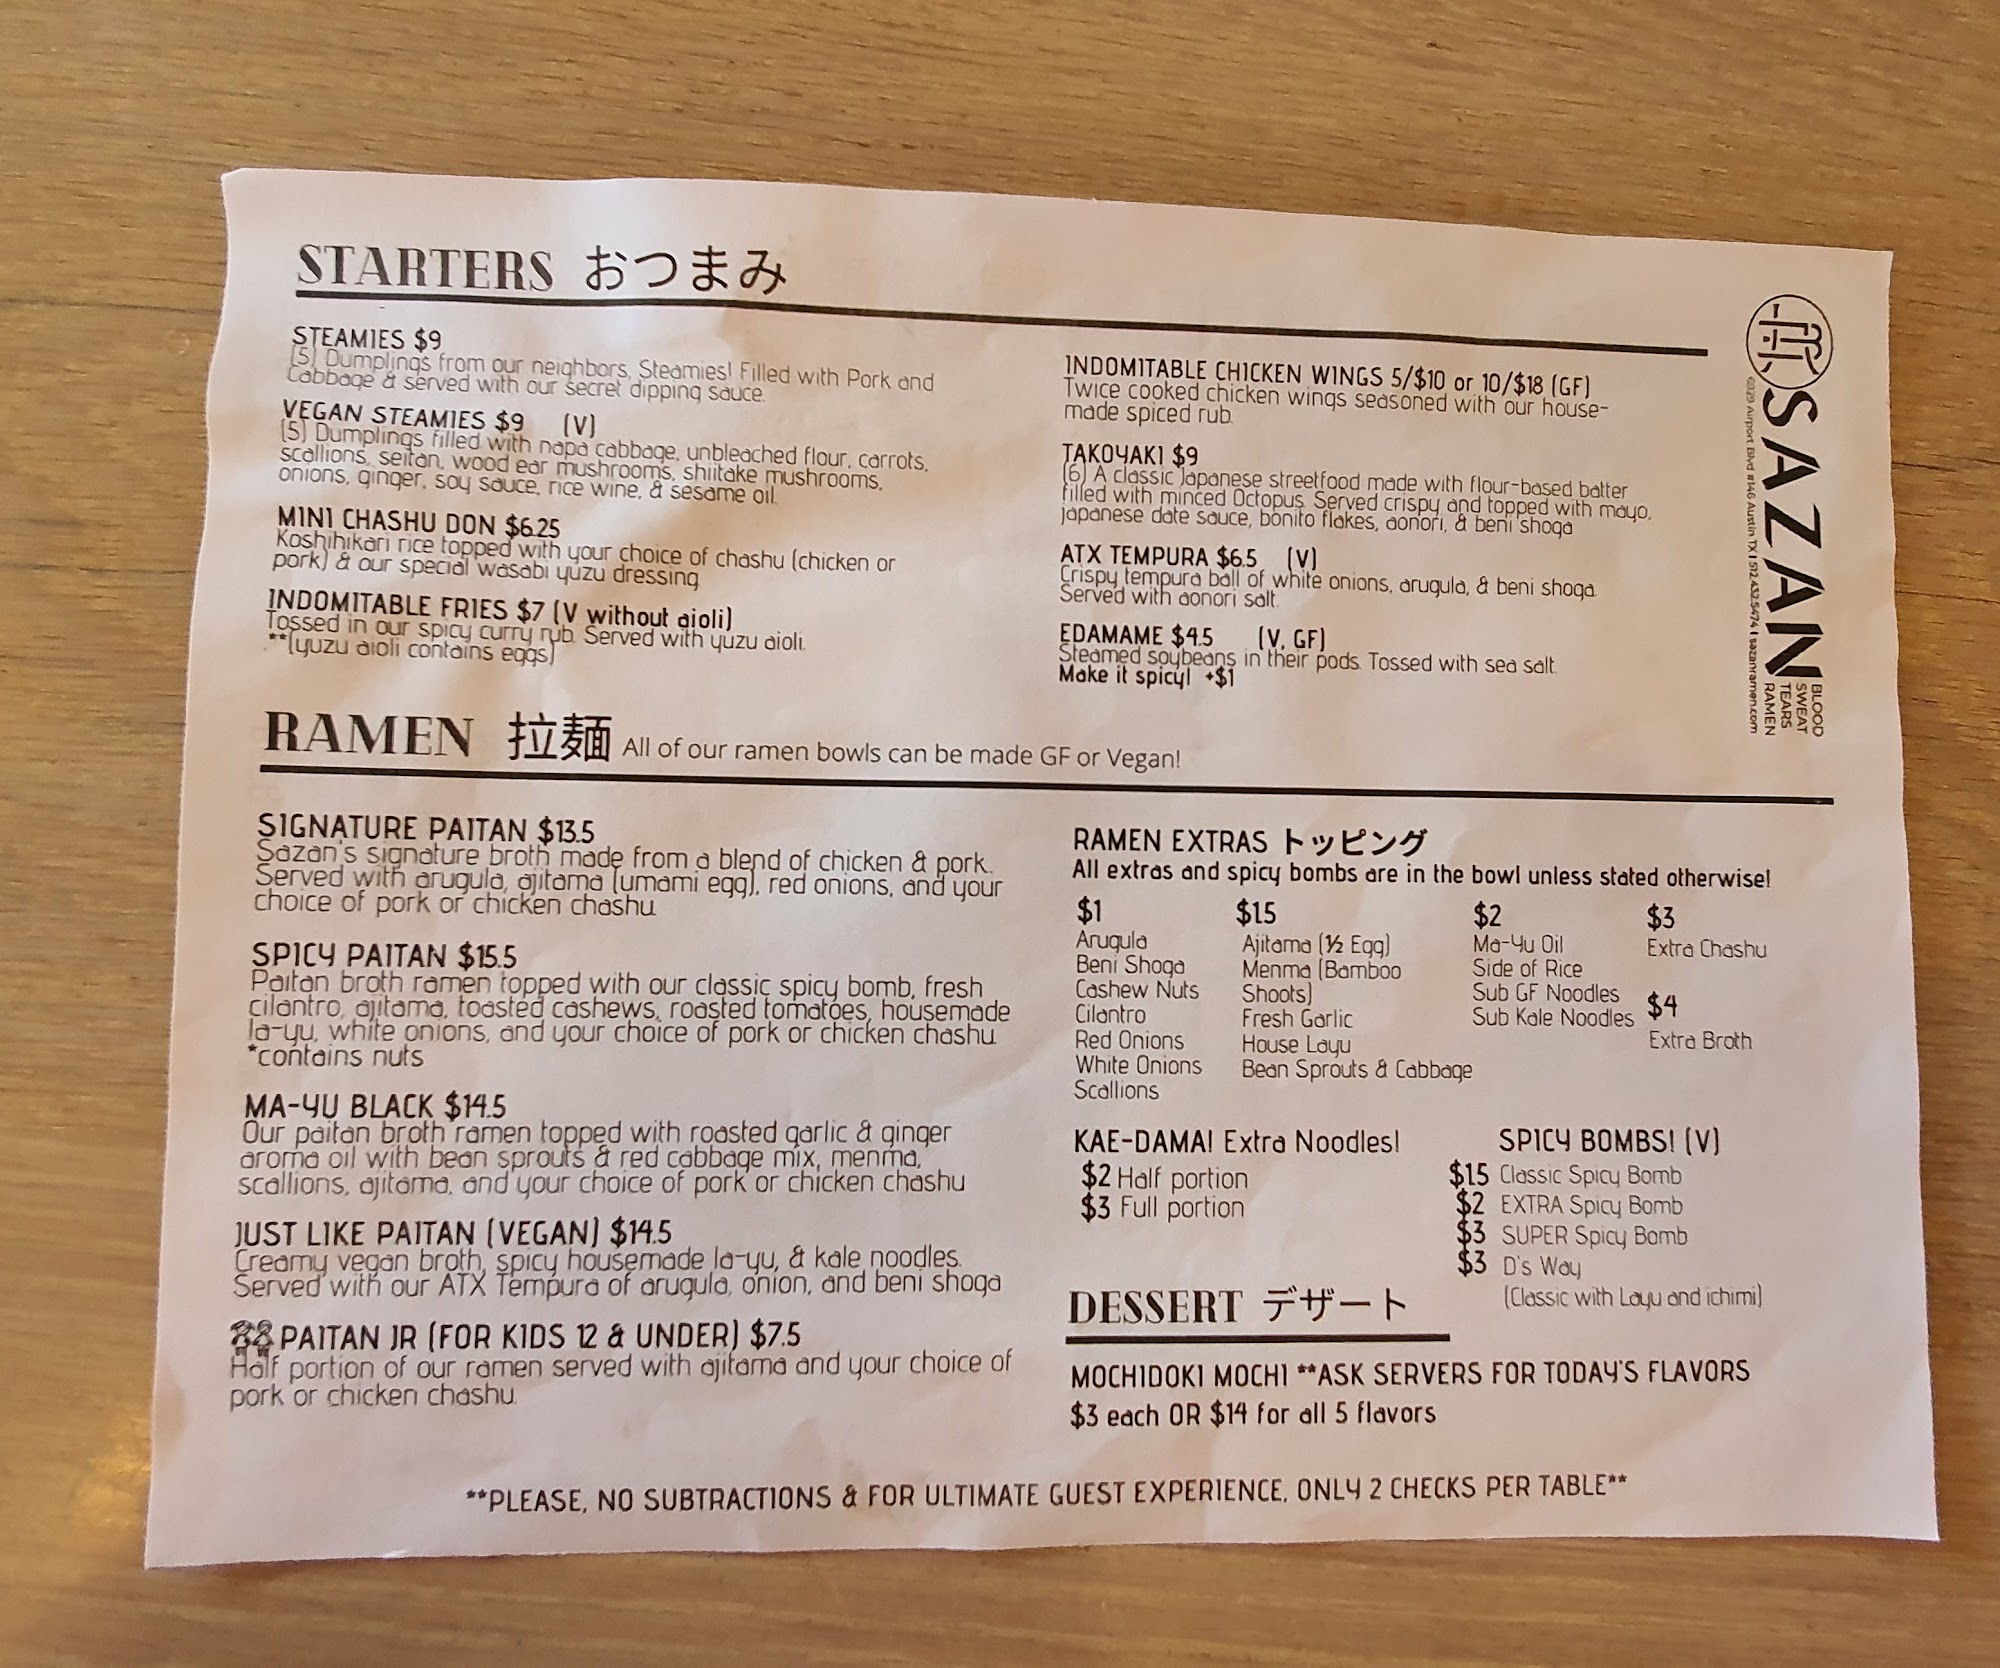 STARTERS おつまみ
STEAMIES $9
(5) Dumplings from our neighbors, Steamies! Filled with Pork and
Cabbage & served with our secret dipping sauce.
VEGAN STEAMIES $9 (V)
(5) Dumplings filled with napa cabbage, unbleached flour, carrots,
scallions, seitan, wood ear mushrooms, shiitake mushrooms,
onions, ginger, soy sauce, rice wine, & sesame oil.
MINI CHASHU DON $6.25
Koshihikari rice topped with your choice of chashu (chicken or
pork) & our special wasabi yuzu dressing
INDOMITABLE FRIES $7 (V without aioli)
Tossed in our spicy curry rub. Served with yuzu aioli.
**(yuzu aioli contains eggs)
INDOMITABLE CHICKEN WINGS 5/$10 or 10/$18 (GF)
Twice cooked chicken wings seasoned with our house-
made spiced rub.
TAKOYAKI $9
(6) A classic Japanese streetfood made with flour-based batter
filled with minced Octopus. Served crispy and topped with mayo,
japanese date sauce, bonito flakes, aonori, & beni shoga
ATX TEMPURA $6.5 (V)
Crispy tempura ball of white onions, arugula, & beni shoga.
Served with aonori salt.
EDAMAME $4.5 (V, GF)
Steamed soybeans in their pods. Tossed with sea salt.
Make it spicy! +$1
SAZAN
BLOOD
SWEAT
TEARS
RAMEN
6929 Airport Blvd #146 Austin TX | 512.432.5474 | sazanramen.com
RAMEN 拉麺 All of our ramen bowls can be made GF or Vegan!
SIGNATURE PAITAN $13.5
Sazan's signature broth made from a blend of chicken & pork.
Served with arugula, ajitama (umami egg), red onions, and your
choice of pork or chicken chashu
SPICY PAITAN $15.5
Paitan broth ramen topped with our classic spicy bomb, fresh
cilantro, ajitama, toasted cashews, roasted tomatoes, housemade
la-yu, white onions, and your choice of pork or chicken chashu
*contains nuts
MA-YU BLACK $14.5
Our paitan broth ramen topped with roasted garlic & ginger
aroma oil with bean sprouts & red cabbage mix, menma,
scallions, ajitama, and your choice of pork or chicken chashu
JUST LIKE PAITAN (VEGAN) $14.5
Creamy vegan broth, spicy housemade la-yu, & kale noodles.
Served with our ATX Tempura of arugula, onion, and beni shoga
PAITAN JR (FOR KIDS 12 & UNDER) $7.5
Half portion of our ramen served with ajitama and your choice of
pork or chicken chashu.
RAMEN EXTRAS トッピング
All extras and spicy bombs are in the bowl unless stated otherwise!
$1
Arugula
Beni Shoga
Cashew Nuts
Cilantro
Red Onions
White Onions
Scallions
$1.5
Ajitama (½ Egg)
Menma (Bamboo
Shoots)
Fresh Garlic
House Layu
Bean Sprouts & Cabbage
$2
Ma-Yu Oil
Side of Rice
Sub GF Noodles
Sub Kale Noodles
$3
Extra Chashu
$4
Extra Broth
KAE-DAMA! Extra Noodles!
$2 Half portion
$3 Full portion
SPICY BOMBS! (V)
$1.5 Classic Spicy Bomb
$2 EXTRA Spicy Bomb
$3 SUPER Spicy Bomb
$3 D's Way
(Classic with Layu and ichimi)
DESSERT デザート
MOCHIDOKI MOCHI **ASK SERVERS FOR TODAY'S FLAVORS
$3 each OR $14 for all 5 flavors
**PLEASE, NO SUBTRACTIONS & FOR ULTIMATE GUEST EXPERIENCE, ONLY 2 CHECKS PER TABLE**